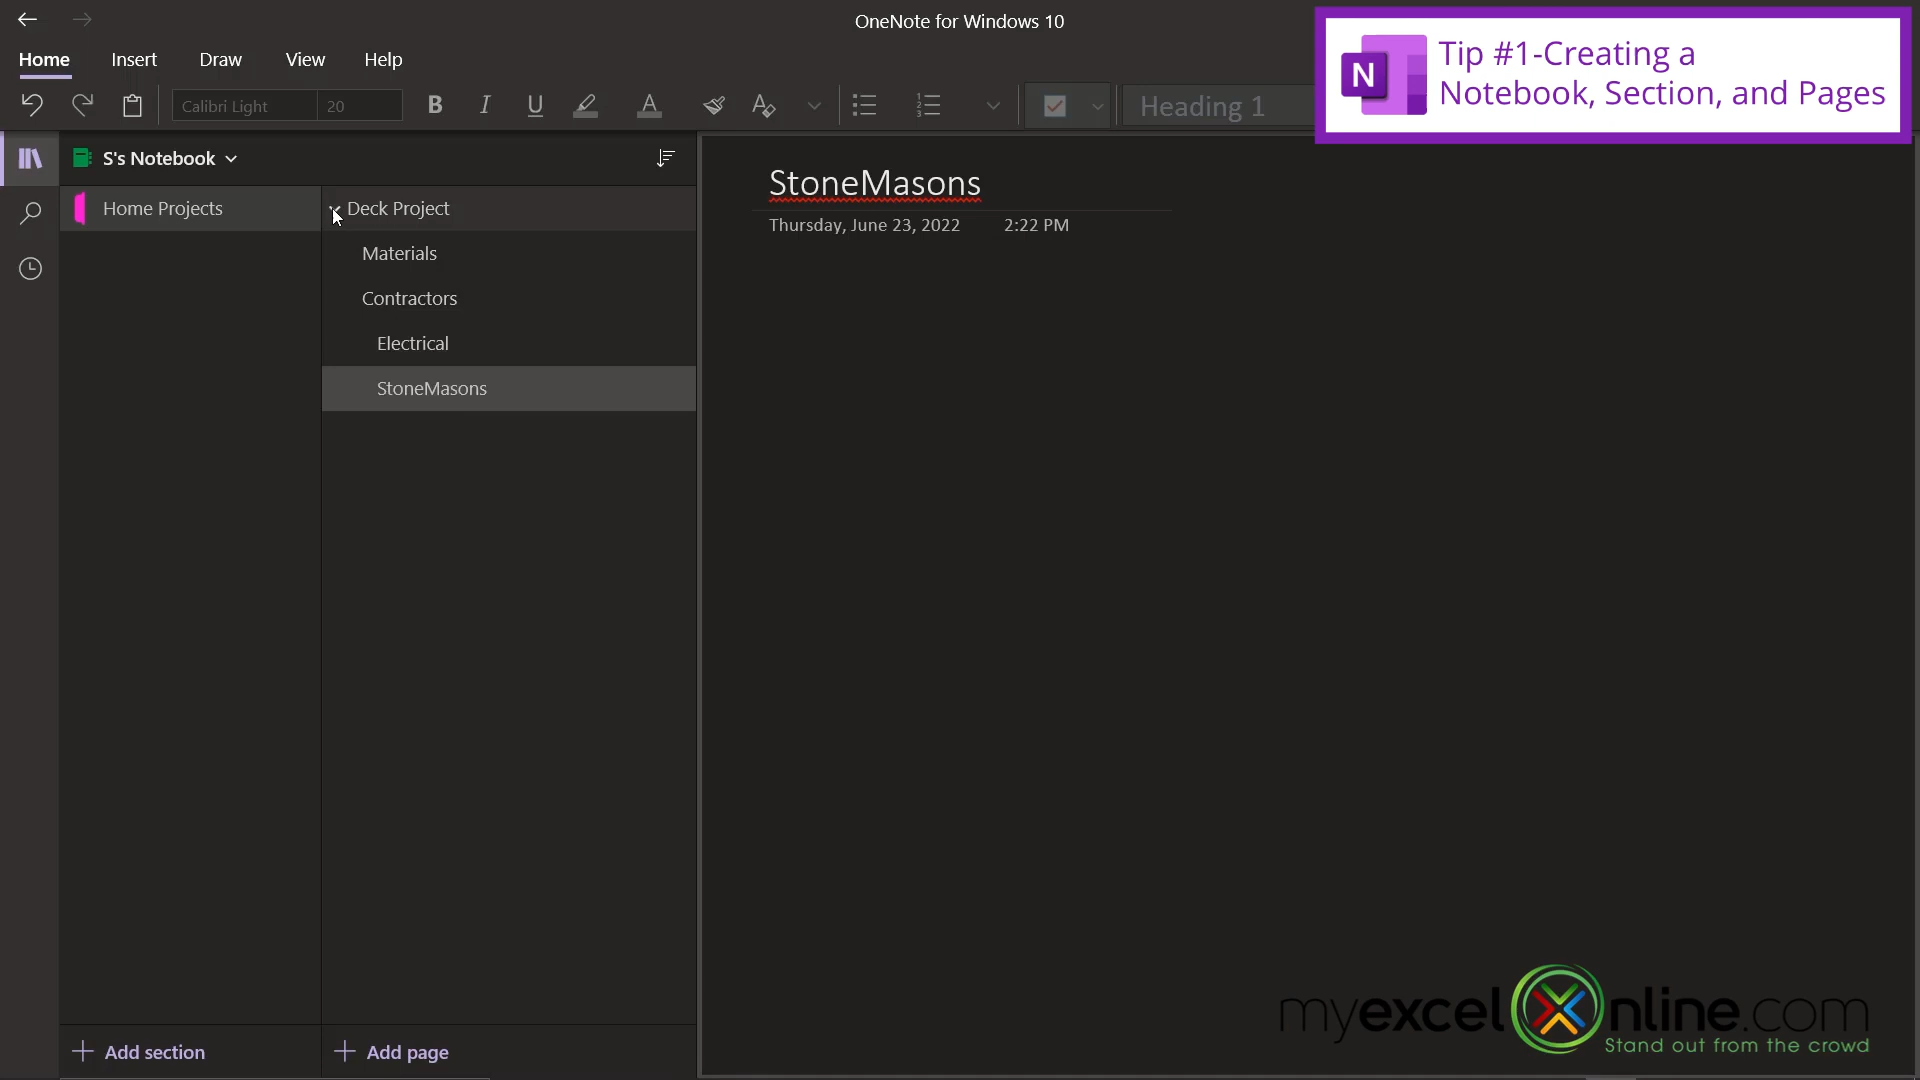 OneNote for Windows 10
Tip #1-Creating a
Notebook, Section, and Pages
N
Home Insert Draw View Help
Calibri Light 20 B I U A A Heading 1
S's Notebook
Home Projects
Deck Project
Materials
Contractors
Electrical
StoneMasons
StoneMasons
Thursday, June 23, 2022 2:22 PM
Add section
Add page
myexcelonline.com
Stand out from the crowd